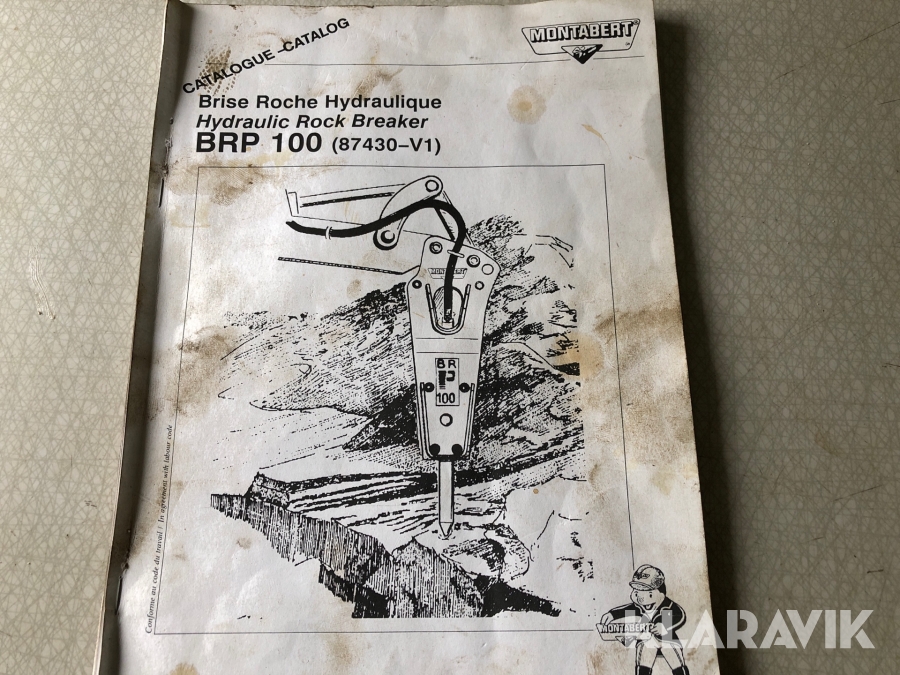 CATALOGUE-CATALOG
MONTABERT®
Brise Roche Hydraulique
Hydraulic Rock Breaker
BRP 100 (87430-V1)
MONTABERT
BR
P
100
Conforme au code du travail / In agreement with labour code
MONTABERT
KLARAVIK